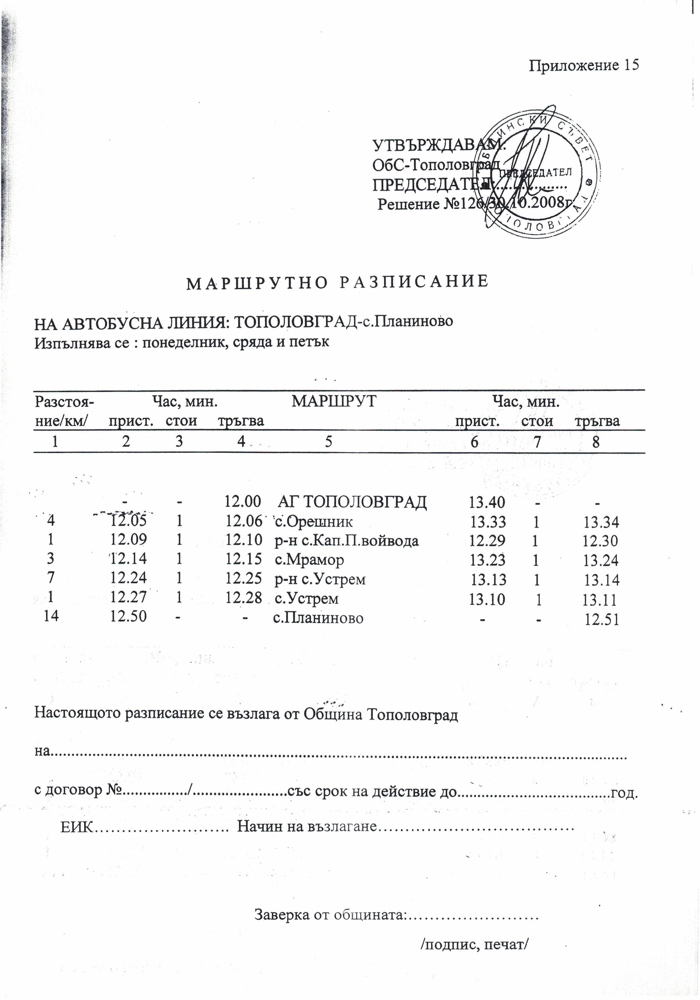 Приложение 15
УТВЪРЖДАВАМ:
ОбС-Тополовград
ПРЕДСЕДАТЕЛ:.................
Решение №126/30.10.2008г.
ОБЩИНСКИ СЪВЕТ
ПРЕДСЕДАТЕЛ
МАРШРУТНО РАЗПИСАНИЕ
НА АВТОБУСНА ЛИНИЯ: ТОПОЛОВГРАД-с.Планиново
Изпълнява се : понеделник, сряда и петък
Разстоя- Час, мин. МАРШРУТ Час, мин.
ние/км/ прист. стои тръгва прист. стои тръгва
1 2 3 4 5 6 7 8
- - 12.00 АГ ТОПОЛОВГРАД 13.40 - -
4 12.05 1 12.06 с.Орешник 13.33 1 13.34
1 12.09 1 12.10 р-н с.Кап.П.войвода 12.29 1 12.30
3 12.14 1 12.15 с.Мрамор 13.23 1 13.24
7 12.24 1 12.25 р-н с.Устрем 13.13 1 13.14
1 12.27 1 12.28 с.Устрем 13.10 1 13.11
14 12.50 - - с.Планиново - - 12.51
Настоящото разписание се възлага от Община Тополовград
на..........................................................................................
с договор №................/.......................със срок на действие до.....................................год.
ЕИК......................... Начин на възлагане....................................
Заверка от общината:........................
/подпис, печат/